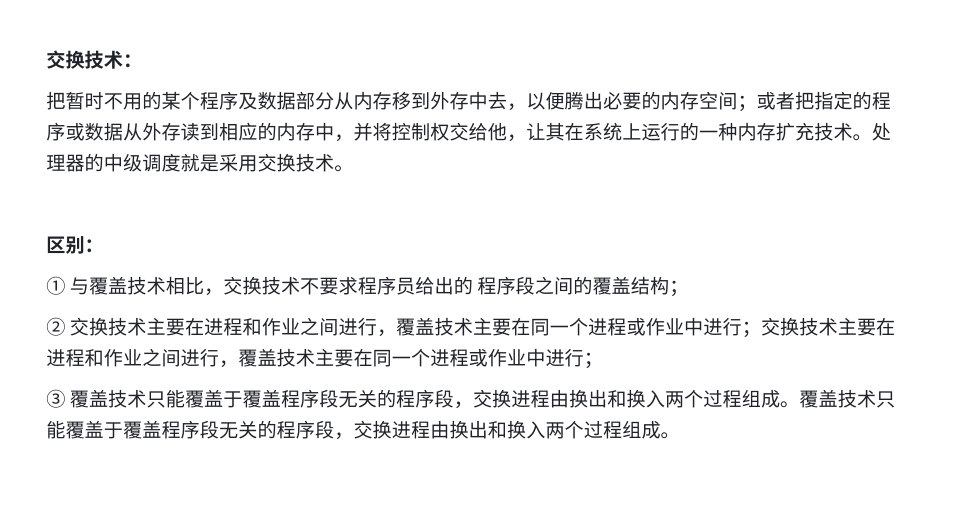 交换技术：
把暂时不用的某个程序及数据部分从内存移到外存中去，以便腾出必要的内存空间；或者把指定的程
序或数据从外存读到相应的内存中，并将控制权交给他，让其在系统上运行的一种内存扩充技术。处
理器的中级调度就是采用交换技术。
区别：
① 与覆盖技术相比，交换技术不要求程序员给出的 程序段之间的覆盖结构；
② 交换技术主要在进程和作业之间进行，覆盖技术主要在同一个进程或作业中进行；交换技术主要在
进程和作业之间进行，覆盖技术主要在同一个进程或作业中进行；
③ 覆盖技术只能覆盖于覆盖程序段无关的程序段，交换进程由换出和换入两个过程组成。覆盖技术只
能覆盖于覆盖程序段无关的程序段，交换进程由换出和换入两个过程组成。